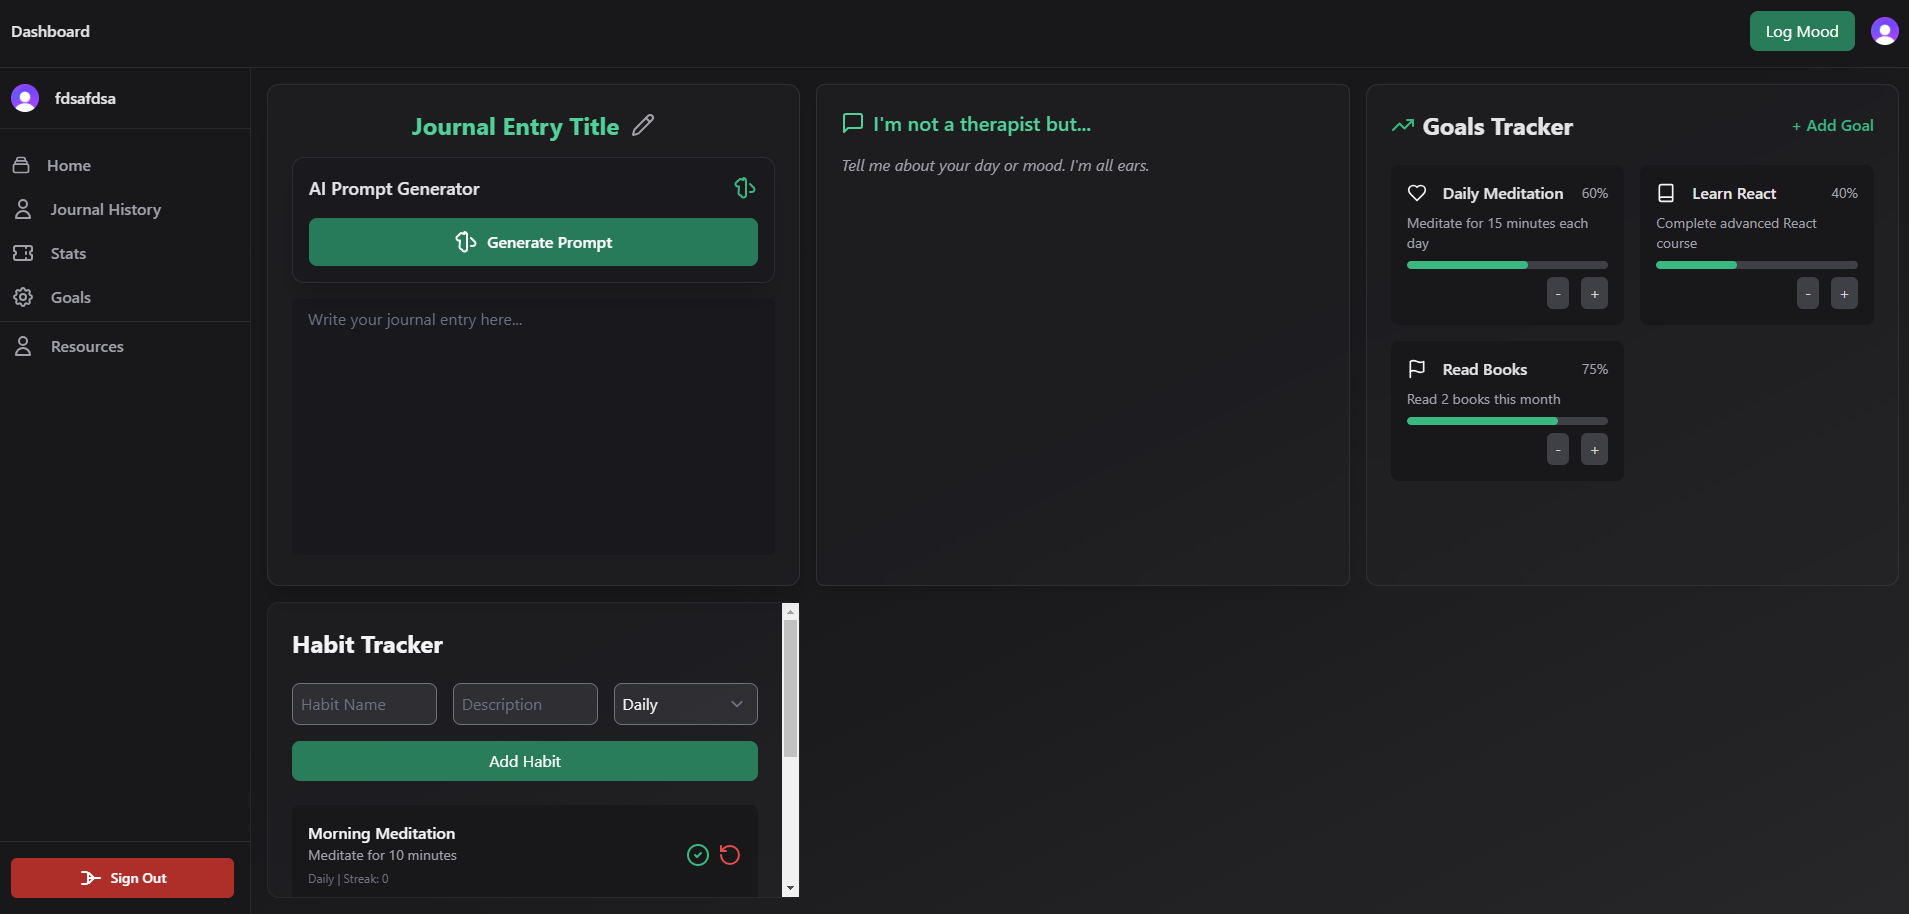 Dashboard
Log Mood
fdsafdsa
Home
Journal History
Stats
Goals
Resources
Sign Out
Journal Entry Title
AI Prompt Generator
Generate Prompt
Write your journal entry here...
I'm not a therapist but...
Tell me about your day or mood. I'm all ears.
Goals Tracker
+ Add Goal
Daily Meditation 60%
Meditate for 15 minutes each
day
- +
Learn React 40%
Complete advanced React
course
- +
Read Books 75%
Read 2 books this month
- +
Habit Tracker
Habit Name
Description
Daily
Add Habit
Morning Meditation
Meditate for 10 minutes
Daily | Streak: 0